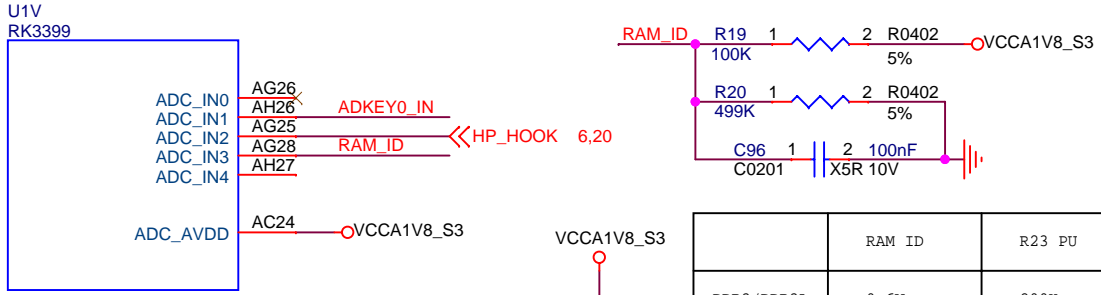 U1V
RK3399
ADC_IN0 AG26
ADC_IN1 AH26 ADKEY0_IN
ADC_IN2 AG25 HP_HOOK 6,20
ADC_IN3 AG28 RAM_ID
ADC_IN4 AH27
ADC_AVDD AC24 VCCA1V8_S3
RAM_ID R19 1 2 R0402 VCCA1V8_S3
100K 5%
R20 1 2 R0402
499K 5%
C96 1 2 100nF
C0201 X5R 10V
VCCA1V8_S3
RAM ID R23 PU